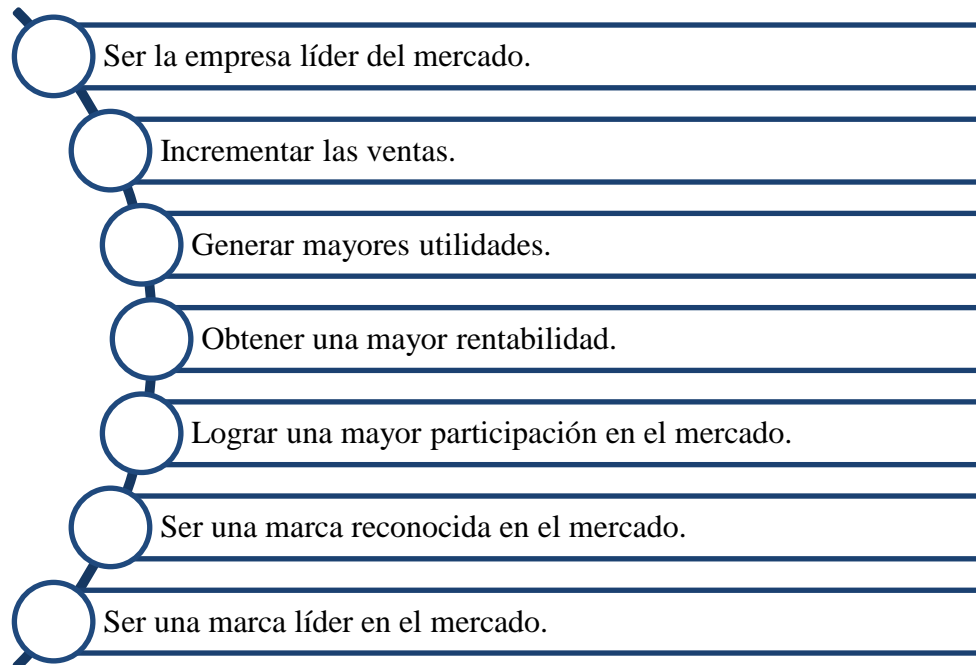 Ser la empresa líder del mercado.
Incrementar las ventas.
Generar mayores utilidades.
Obtener una mayor rentabilidad.
Lograr una mayor participación en el mercado.
Ser una marca reconocida en el mercado.
Ser una marca líder en el mercado.